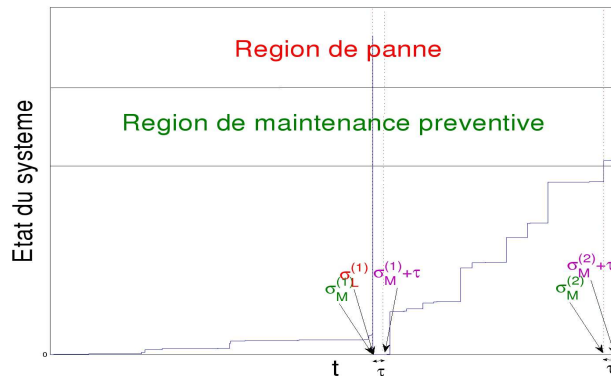 Region de panne
Region de maintenance preventive
Etat du systeme
σ_L^(1)
σ_M^(1)+τ
σ_M^(1)
σ_M^(2)+τ
σ_M^(2)
0
t
τ
τ